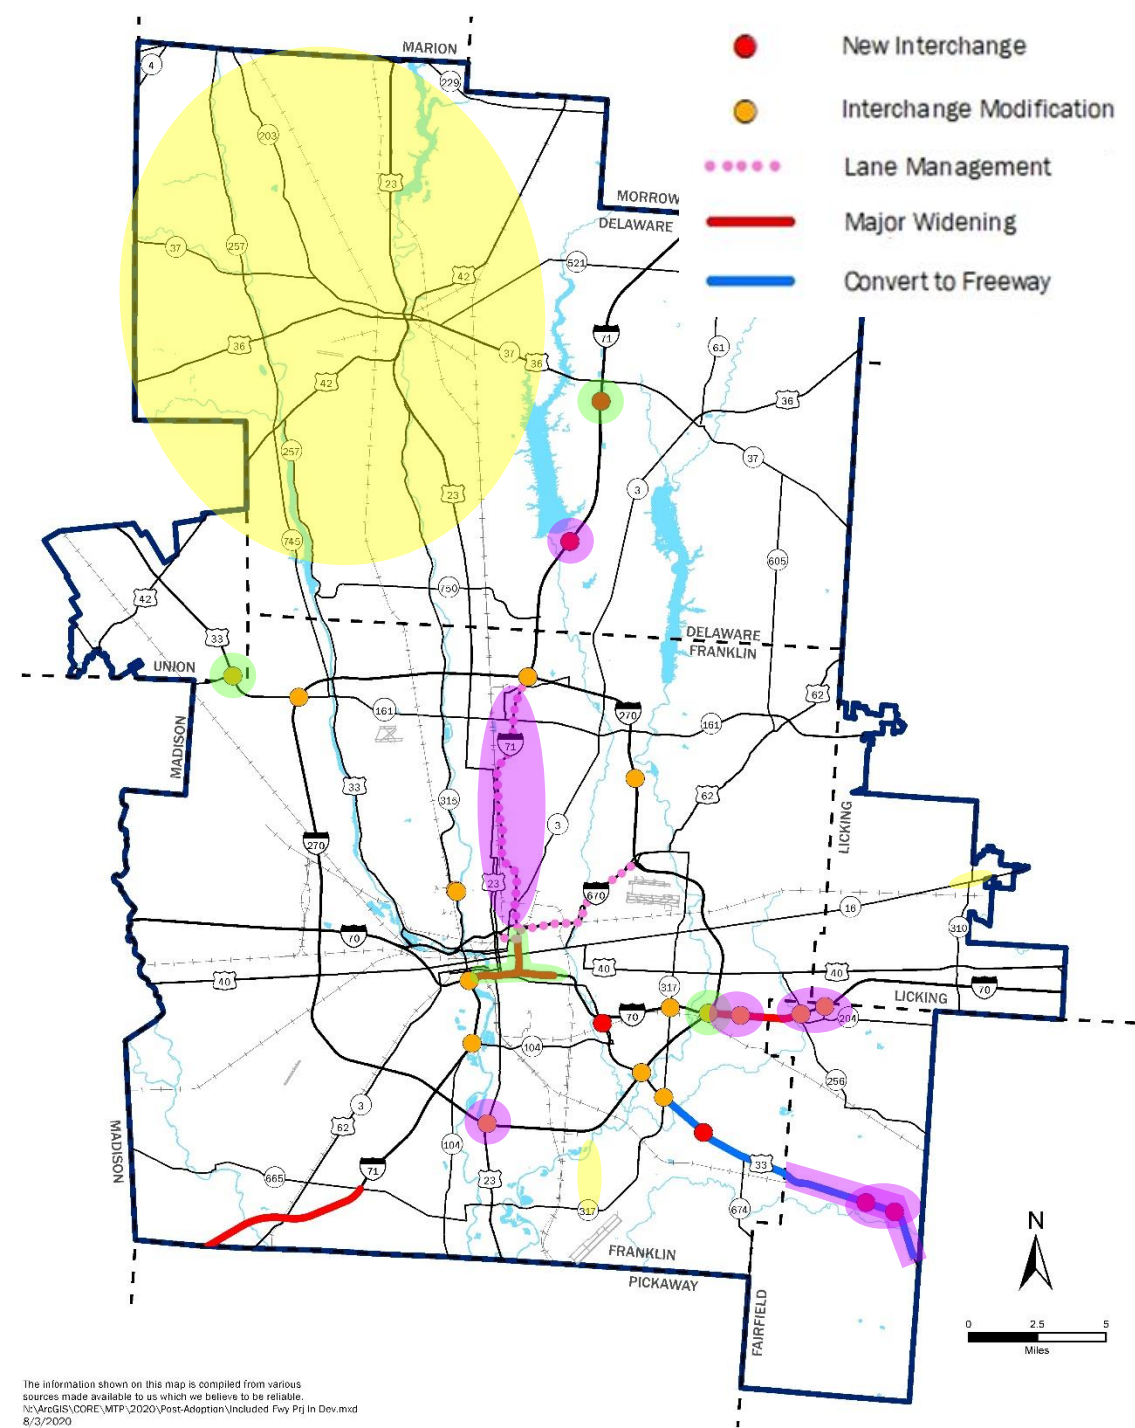 MARION
4
229
203
23
New Interchange
Interchange Modification
Lane Management
Major Widening
Convert to Freeway
MORROW
DELAWARE
37
257
42
521
36
71
61
37
36
42
36
257
37
23
3
745
605
42
750
33
DELAWARE
FRANKLIN
UNION
62
161
270
161
MADISON
71
33
62
315
3
LICKING
270
23
670
16
310
70
40
40
40
317
70
LICKING
70
204
104
256
3
62
MADISON
104
33
71
665
23
317
674
N
FRANKLIN
PICKAWAY
FAIRFIELD
0 2.5 5
Miles
The information shown on this map is compiled from various
sources made available to us which we believe to be reliable.
N:\ArcGIS\CORE\MTP\2020\Post-Adoption\Included Fwy Prj In Dev.mxd
8/3/2020